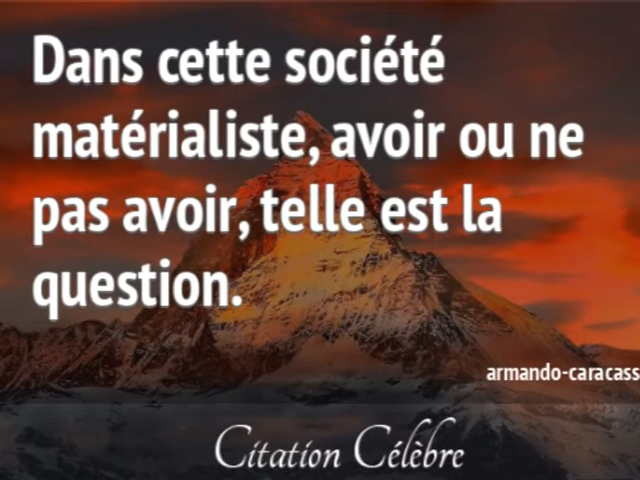 Dans cette société
matérialiste, avoir ou ne
pas avoir, telle est la
question.
armando-caracass
Citation Célèbre